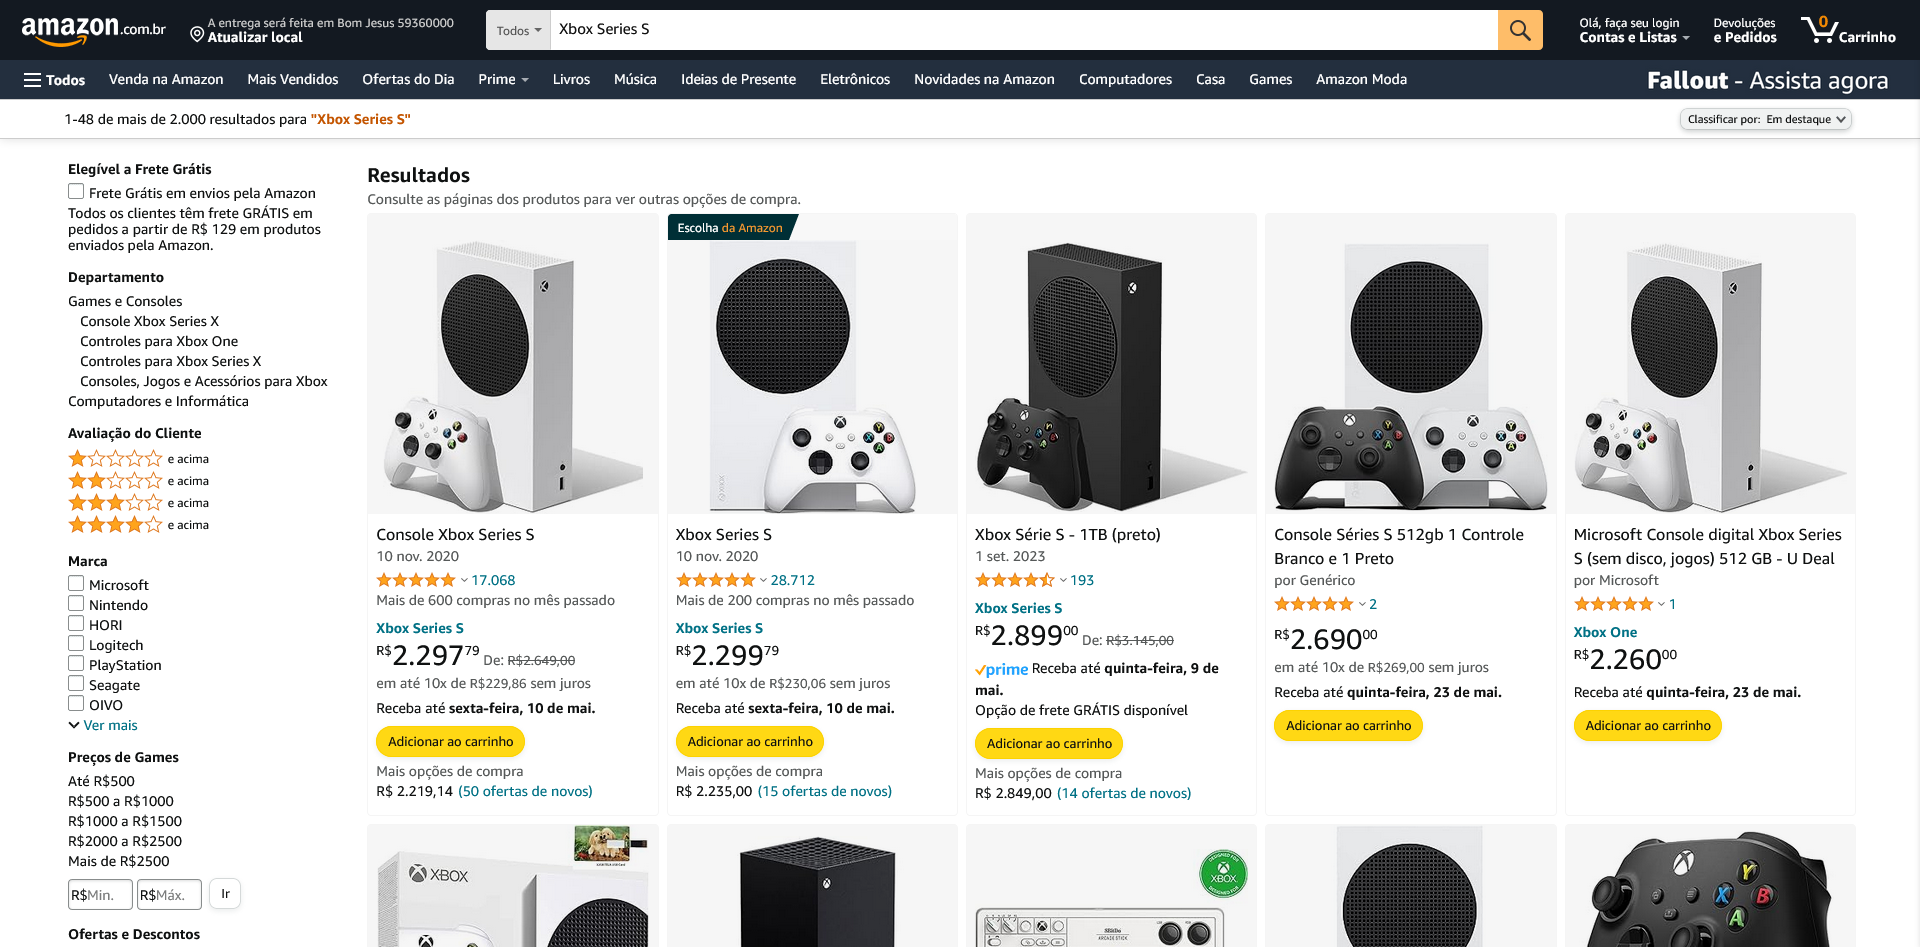 amazon.com.br
A entrega será feita em Bom Jesus 59360000
Atualizar local
Todos
Xbox Series S
Olá, faça seu login
Contas e Listas
Devoluções
e Pedidos
0
Carrinho
Todos
Venda na Amazon
Mais Vendidos
Ofertas do Dia
Prime
Livros
Música
Ideias de Presente
Eletrônicos
Novidades na Amazon
Computadores
Casa
Games
Amazon Moda
Fallout - Assista agora
1-48 de mais de 2.000 resultados para "Xbox Series S"
Classificar por: Em destaque
Elegível a Frete Grátis
Frete Grátis em envios pela Amazon
Todos os clientes têm frete GRÁTIS em
pedidos a partir de R$ 129 em produtos
enviados pela Amazon.
Departamento
Games e Consoles
Console Xbox Series X
Controles para Xbox One
Controles para Xbox Series X
Consoles, Jogos e Acessórios para Xbox
Computadores e Informática
Avaliação do Cliente
e acima
e acima
e acima
e acima
Marca
Microsoft
Nintendo
HORI
Logitech
PlayStation
Seagate
OIVO
Ver mais
Preços de Games
Até R$500
R$500 a R$1000
R$1000 a R$1500
R$2000 a R$2500
Mais de R$2500
R$ Mín.
R$ Máx.
Ir
Ofertas e Descontos
Resultados
Consulte as páginas dos produtos para ver outras opções de compra.
Console Xbox Series S
10 nov. 2020
17.068
Mais de 600 compras no mês passado
Xbox Series S
R$2.29779 De: R$2.649,00
em até 10x de R$229,86 sem juros
Receba até sexta-feira, 10 de mai.
Adicionar ao carrinho
Mais opções de compra
R$ 2.219,14 (50 ofertas de novos)
Escolha da Amazon
XBOX
Xbox Series S
10 nov. 2020
28.712
Mais de 200 compras no mês passado
Xbox Series S
R$2.29979
em até 10x de R$230,06 sem juros
Receba até sexta-feira, 10 de mai.
Adicionar ao carrinho
Mais opções de compra
R$ 2.235,00 (15 ofertas de novos)
Xbox Série S - 1TB (preto)
1 set. 2023
193
Xbox Series S
R$2.89900 De: R$3.145,00
prime Receba até quinta-feira, 9 de
mai.
Opção de frete GRÁTIS disponível
Adicionar ao carrinho
Mais opções de compra
R$ 2.849,00 (14 ofertas de novos)
Console Séries S 512gb 1 Controle
Branco e 1 Preto
por Genérico
2
R$2.69000
em até 10x de R$269,00 sem juros
Receba até quinta-feira, 23 de mai.
Adicionar ao carrinho
Microsoft Console digital Xbox Series
S (sem disco, jogos) 512 GB - U Deal
por Microsoft
1
Xbox One
R$2.26000
Receba até quinta-feira, 23 de mai.
Adicionar ao carrinho
XBOX
DESIGNED FOR
XBOX
DESIGNED FOR
8BitDo
ARCADE STICK
Y
X
B
A